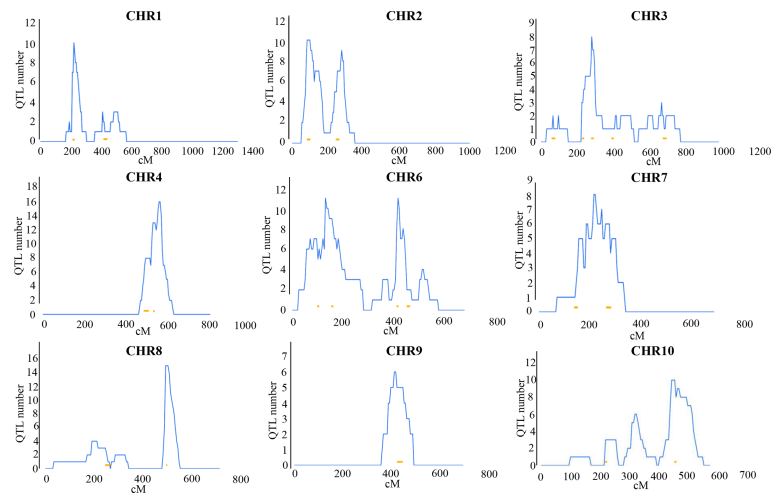 CHR1
QTL number
12
10
8
6
4
2
0
0 200 400 600 800 1000 1200 1400
cM
CHR2
QTL number
12
10
8
6
4
2
0
0 200 400 600 800 1000
cM
CHR3
QTL number
9
8
7
6
5
4
3
2
1
0
0 200 400 600 800 1000 1200
cM
CHR4
QTL number
18
16
14
12
10
8
6
4
2
0
0 200 400 600 800 1000
cM
CHR6
QTL number
14
12
10
8
6
4
2
0
0 200 400 600 800
cM
CHR7
QTL number
9
8
7
6
5
4
3
2
1
0
0 200 400 600 800
cM
CHR8
QTL number
16
14
12
10
8
6
4
2
0
0 200 400 600 800
cM
CHR9
QTL number
7
6
5
4
3
2
1
0
0 200 400 600 800
cM
CHR10
QTL number
12
10
8
6
4
2
0
0 100 200 300 400 500 600 700
cM